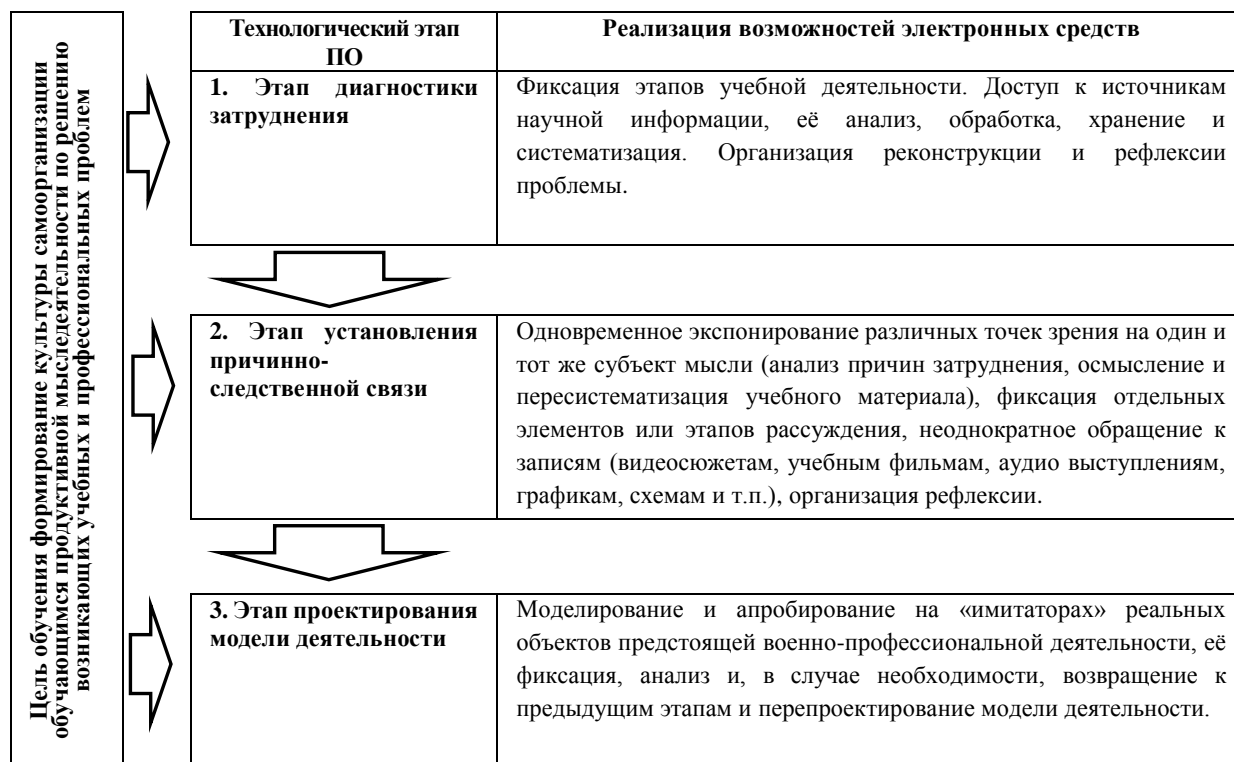 Цель обучения формирование культуры самоорганизации
обучающимся продуктивной мыследеятельности по решению
возникающих учебных и профессиональных проблем
Технологический этап
ПО
Реализация возможностей электронных средств
1. Этап диагностики
затруднения
Фиксация этапов учебной деятельности. Доступ к источникам
научной информации, её анализ, обработка, хранение и
систематизация. Организация реконструкции и рефлексии
проблемы.
2. Этап установления
причинно-
следственной связи
Одновременное экспонирование различных точек зрения на один и
тот же субъект мысли (анализ причин затруднения, осмысление и
пересистематизация учебного материала), фиксация отдельных
элементов или этапов рассуждения, неоднократное обращение к
записям (видеосюжетам, учебным фильмам, аудио выступлениям,
графикам, схемам и т.п.), организация рефлексии.
3. Этап проектирования
модели деятельности
Моделирование и апробирование на «имитаторах» реальных
объектов предстоящей военно-профессиональной деятельности, её
фиксация, анализ и, в случае необходимости, возвращение к
предыдущим этапам и перепроектирование модели деятельности.